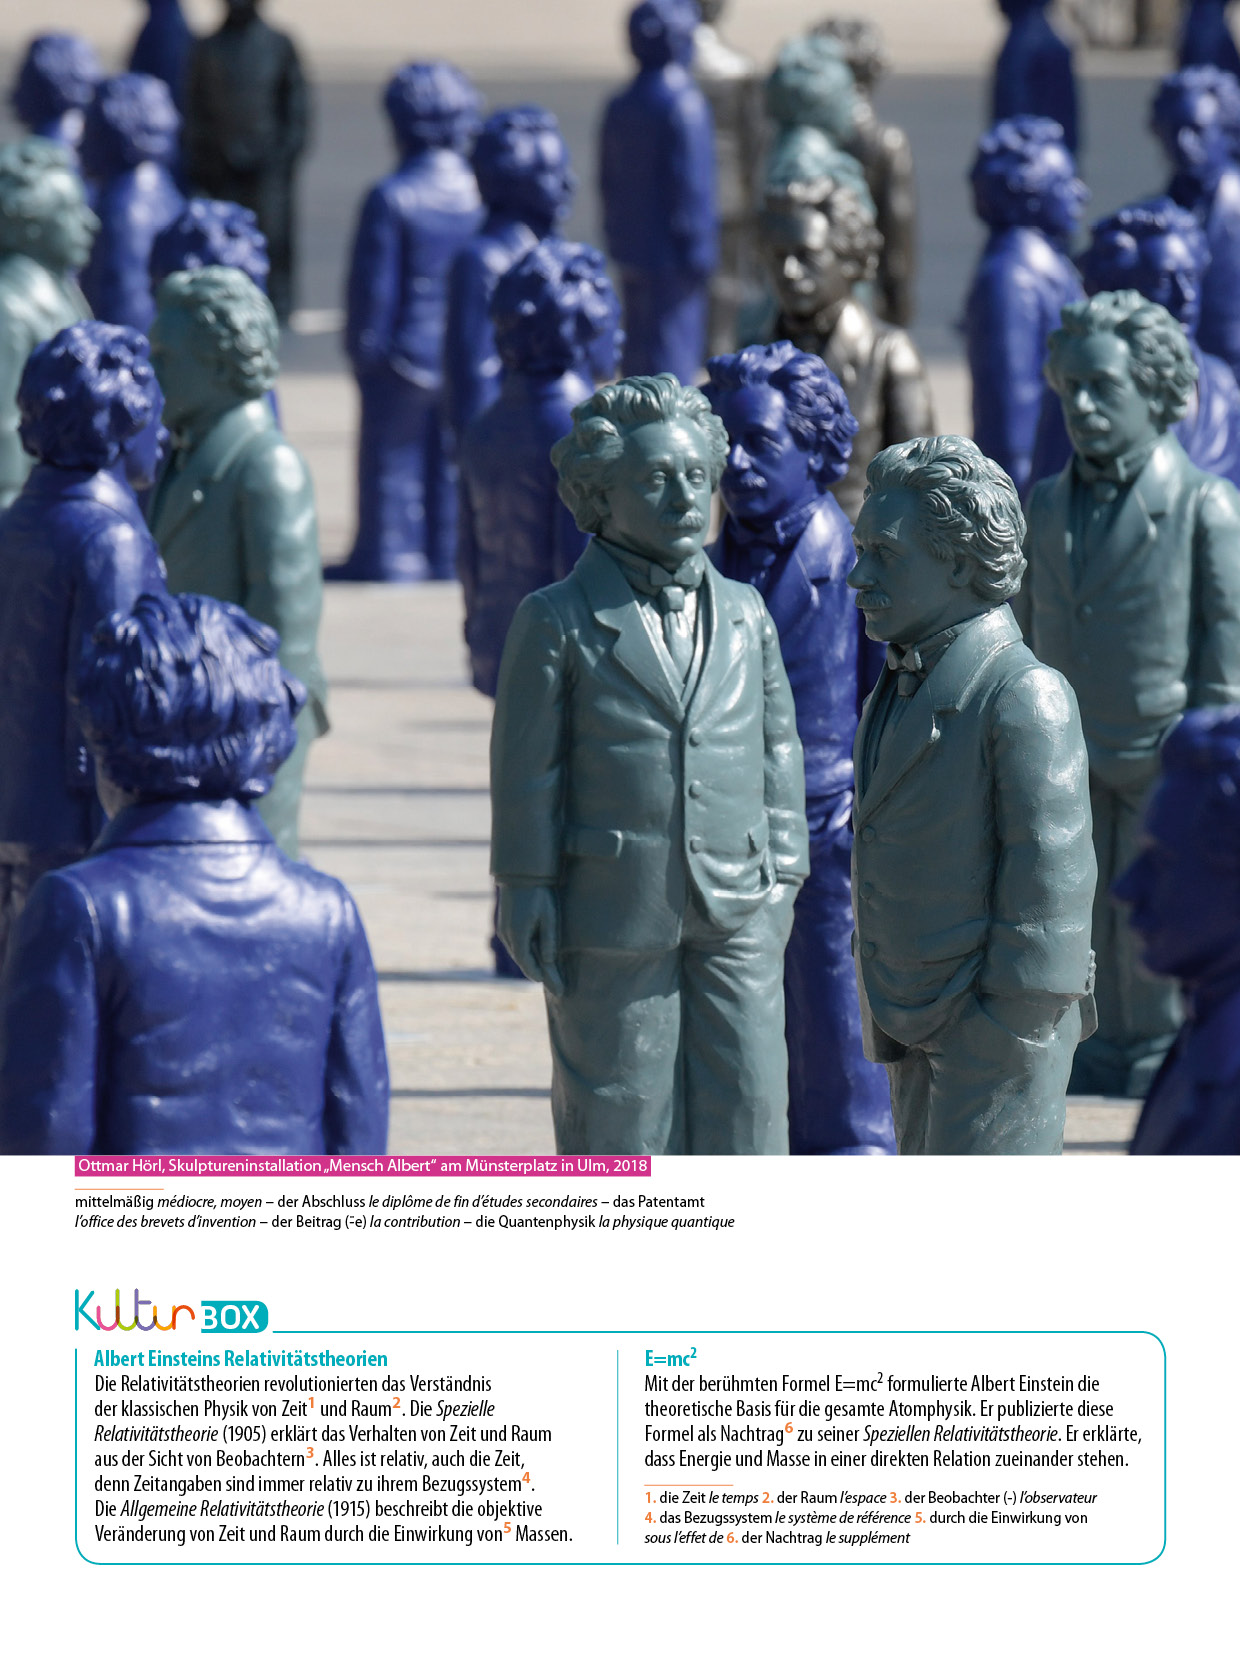 Ottmar Hörl, Skulptureninstallation „Mensch Albert“ am Münsterplatz in Ulm, 2018
mittelmäßig médiocre, moyen – der Abschluss le diplôme de fin d’études secondaires – das Patentamt
l’office des brevets d’invention – der Beitrag (-̈e) la contribution – die Quantenphysik la physique quantique
Kultur BOX
Albert Einsteins Relativitätstheorien
Die Relativitätstheorien revolutionierten das Verständnis
der klassischen Physik von Zeit1 und Raum2. Die Spezielle
Relativitätstheorie (1905) erklärt das Verhalten von Zeit und Raum
aus der Sicht von Beobachtern3. Alles ist relativ, auch die Zeit,
denn Zeitangaben sind immer relativ zu ihrem Bezugssystem4.
Die Allgemeine Relativitätstheorie (1915) beschreibt die objektive
Veränderung von Zeit und Raum durch die Einwirkung von5 Massen.
E=mc2
Mit der berühmten Formel E=mc2 formulierte Albert Einstein die
theoretische Basis für die gesamte Atomphysik. Er publizierte diese
Formel als Nachtrag6 zu seiner Speziellen Relativitätstheorie. Er erklärte,
dass Energie und Masse in einer direkten Relation zueinander stehen.
1. die Zeit le temps 2. der Raum l’espace 3. der Beobachter (-) l’observateur
4. das Bezugssystem le système de référence 5. durch die Einwirkung von
sous l’effet de 6. der Nachtrag le supplément